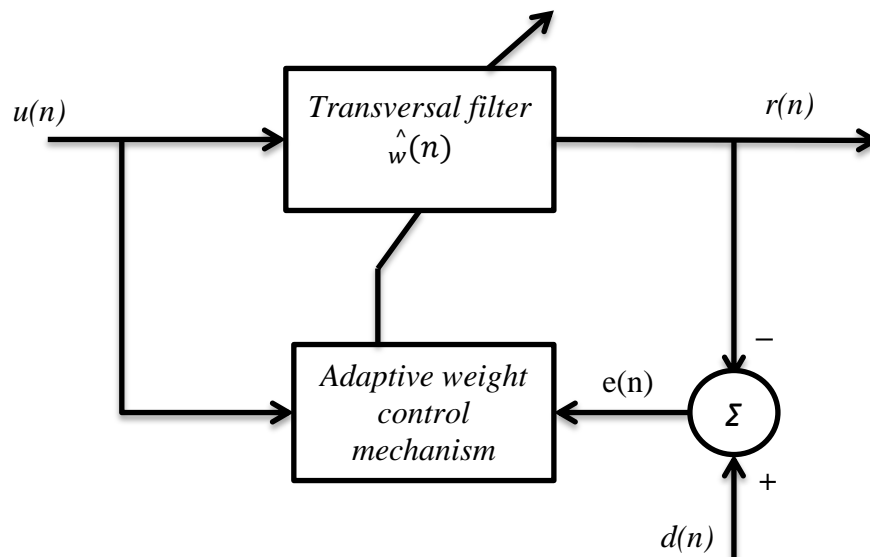 u(n)
Transversal filter
ŵ(n)
r(n)
−
Adaptive weight
control
mechanism
e(n)
Σ
+
d(n)